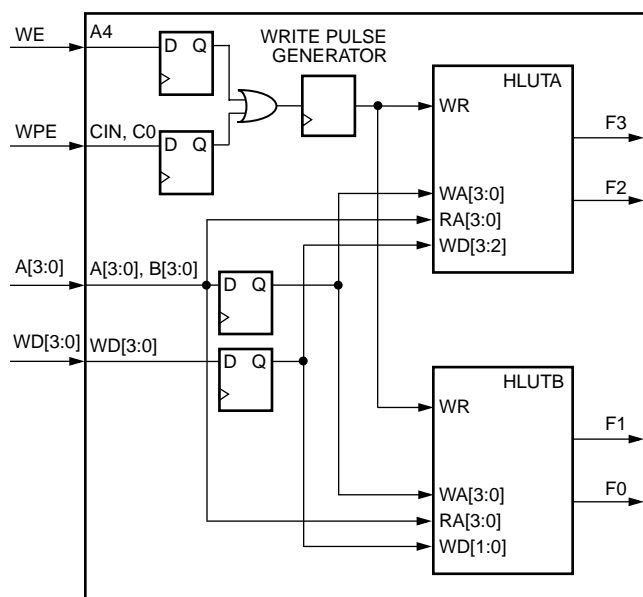 WE
A4
D Q
WRITE PULSE
GENERATOR
HLUTA
WR
F3
WPE
CIN, C0
D Q
F2
WA[3:0]
RA[3:0]
WD[3:2]
A[3:0]
A[3:0], B[3:0]
D Q
WD[3:0]
WD[3:0]
D Q
HLUTB
WR
F1
WA[3:0]
F0
RA[3:0]
WD[1:0]